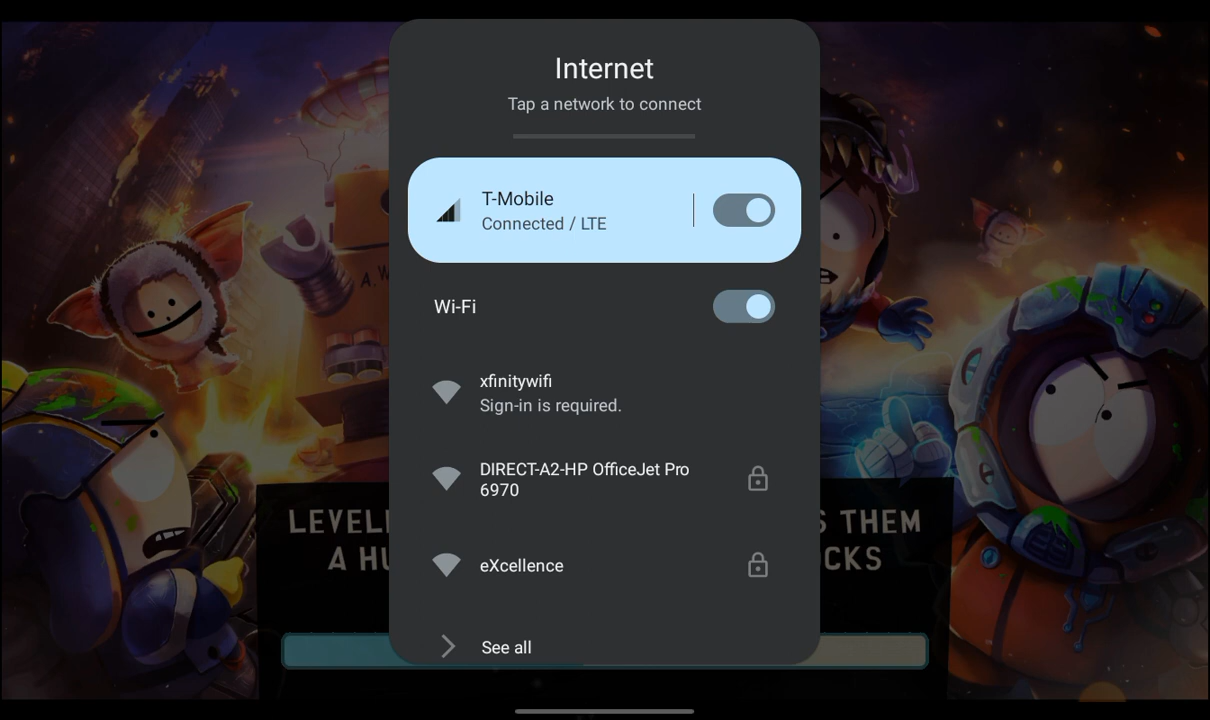 Internet
Tap a network to connect
T-Mobile
Connected / LTE
Wi-Fi
xfinitywifi
Sign-in is required.
DIRECT-A2-HP OfficeJet Pro
6970
eXcellence
See all
A.W
THEM
A